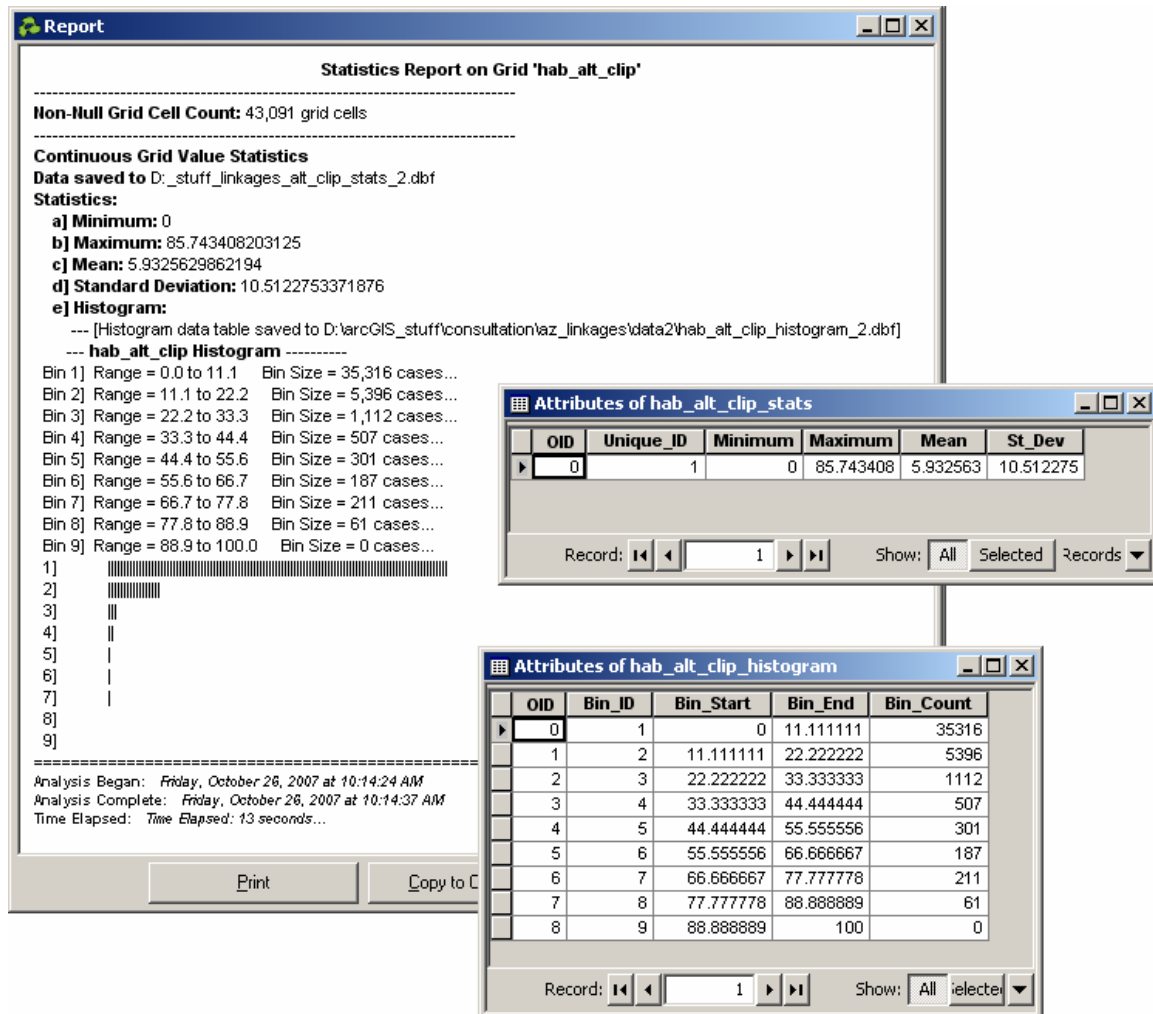 Report
Statistics Report on Grid 'hab_alt_clip'
--------------------------------------------------------------------------------
Non-Null Grid Cell Count: 43,091 grid cells
--------------------------------------------------------------------------------
Continuous Grid Value Statistics
Data saved to D:_stuff_linkages_alt_clip_stats_2.dbf
Statistics:
a] Minimum: 0
b] Maximum: 85.743408203125
c] Mean: 5.9325629862194
d] Standard Deviation: 10.5122753371876
e] Histogram:
--- [Histogram data table saved to D:\arcGIS_stuff\consultation\az_linkages\data2\hab_alt_clip_histogram_2.dbf]
--- hab_alt_clip Histogram ----------
Bin 1] Range = 0.0 to 11.1 Bin Size = 35,316 cases...
Bin 2] Range = 11.1 to 22.2 Bin Size = 5,396 cases...
Bin 3] Range = 22.2 to 33.3 Bin Size = 1,112 cases...
Bin 4] Range = 33.3 to 44.4 Bin Size = 507 cases...
Bin 5] Range = 44.4 to 55.6 Bin Size = 301 cases...
Bin 6] Range = 55.6 to 66.7 Bin Size = 187 cases...
Bin 7] Range = 66.7 to 77.8 Bin Size = 211 cases...
Bin 8] Range = 77.8 to 88.9 Bin Size = 61 cases...
Bin 9] Range = 88.9 to 100.0 Bin Size = 0 cases...
1]
2]
3] |||
4] ||
5] |
6] |
7] |
8]
9]
Analysis Began: Friday, October 26, 2007 at 10:14:24 AM
Analysis Complete: Friday, October 26, 2007 at 10:14:37 AM
Time Elapsed: Time Elapsed: 13 seconds...
Print Copy to C
Attributes of hab_alt_clip_stats
OID Unique_ID Minimum Maximum Mean St_Dev
0 1 0 85.743408 5.932563 10.512275
Record: 1 Show: All Selected Records
Attributes of hab_alt_clip_histogram
OID Bin_ID Bin_Start Bin_End Bin_Count
0 1 0 11.111111 35316
1 2 11.111111 22.222222 5396
2 3 22.222222 33.333333 1112
3 4 33.333333 44.444444 507
4 5 44.444444 55.555556 301
5 6 55.555556 66.666667 187
6 7 66.666667 77.777778 211
7 8 77.777778 88.888889 61
8 9 88.888889 100 0
Record: 1 Show: All Selected